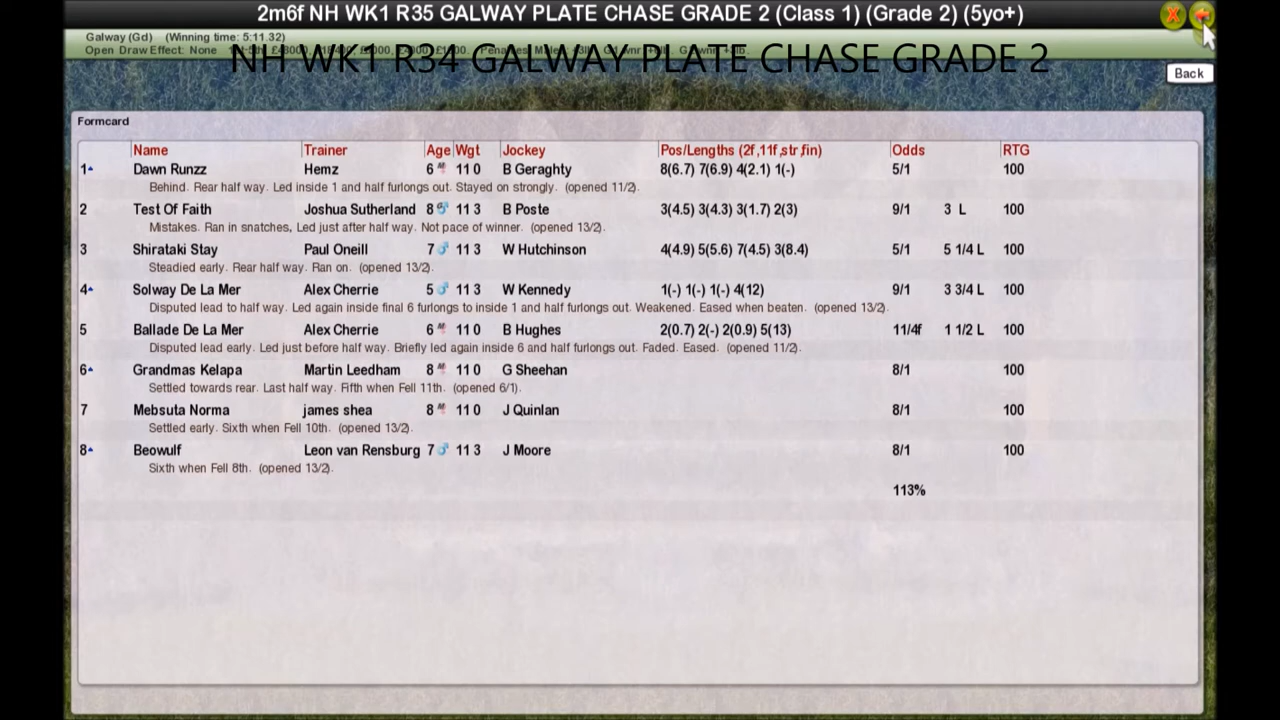 2m6f NH WK1 R35 GALWAY PLATE CHASE GRADE 2 (Class 1) (Grade 2) (5yo+)
Galway (Gd) (Winning time: 5:11.32)
Open Draw Effect: None
NH WK1 R34 GALWAY PLATE CHASE GRADE 2
Back
Formcard
Name Trainer Age Wgt Jockey Pos/Lengths (2f,11f,str,fin) Odds RTG
1 Dawn Runzz Hemz 6 11 0 B Geraghty 8(6.7) 7(6.9) 4(2.1) 1(-) 5/1 100
Behind. Rear half way. Led inside 1 and half furlongs out. Stayed on strongly. (opened 11/2).
2 Test Of Faith Joshua Sutherland 8 11 3 B Poste 3(4.5) 3(4.3) 3(1.7) 2(3) 9/1 3 L 100
Mistakes. Ran in snatches, Led just after half way. Not pace of winner. (opened 13/2).
3 Shirataki Stay Paul Oneill 7 11 3 W Hutchinson 4(4.9) 5(5.6) 7(4.5) 3(8.4) 5/1 5 1/4 L 100
Steadied early. Rear half way. Ran on. (opened 13/2).
4 Solway De La Mer Alex Cherrie 5 11 3 W Kennedy 1(-) 1(-) 1(-) 4(12) 9/1 3 3/4 L 100
Disputed lead to half way. Led again inside final 6 furlongs to inside 1 and half furlongs out. Weakened. Eased when beaten. (opened 13/2).
5 Ballade De La Mer Alex Cherrie 6 11 0 B Hughes 2(0.7) 2(-) 2(0.9) 5(13) 11/4f 1 1/2 L 100
Disputed lead early. Led just before half way. Briefly led again inside 6 and half furlongs out. Faded. Eased. (opened 11/2).
6 Grandmas Kelapa Martin Leedham 8 11 0 G Sheehan 8/1 100
Settled towards rear. Last half way. Fifth when Fell 11th. (opened 6/1).
7 Mebsuta Norma james shea 8 11 0 J Quinlan 8/1 100
Settled early. Sixth when Fell 10th. (opened 13/2).
8 Beowulf Leon van Rensburg 7 11 3 J Moore 8/1 100
Sixth when Fell 8th. (opened 13/2).
113%